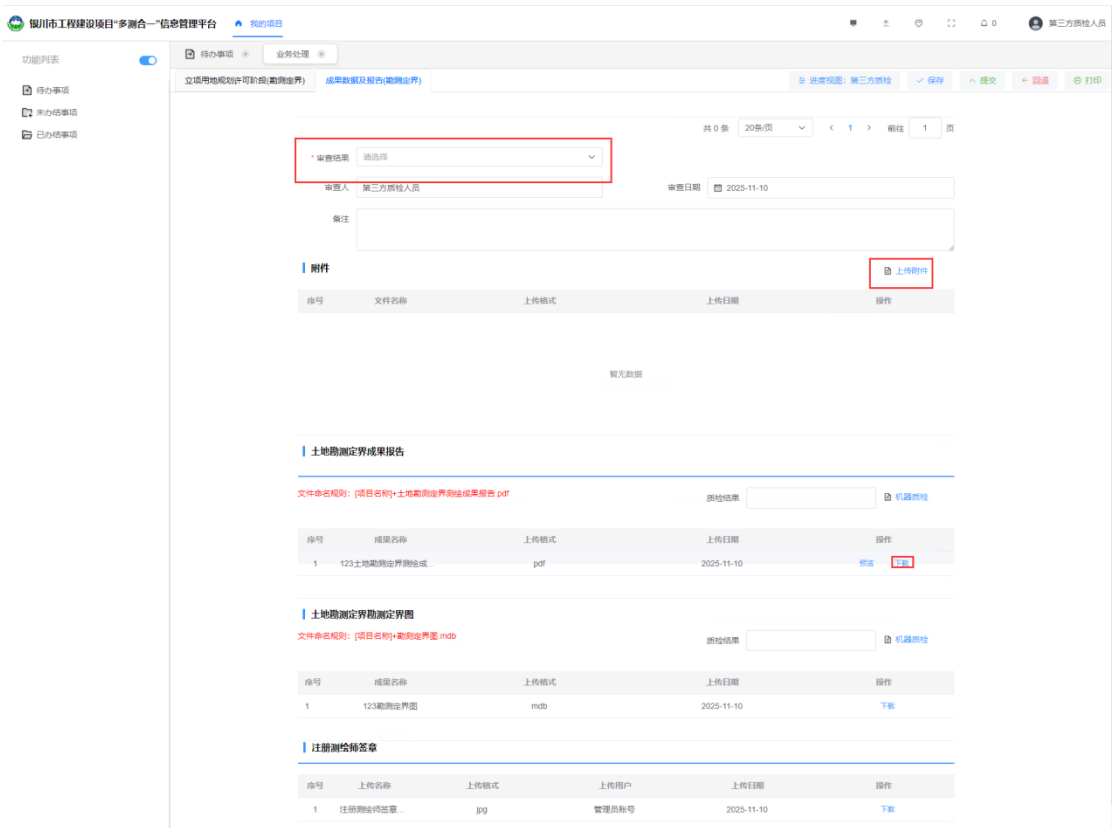 银川市工程建设项目“多测合一”信息管理平台 我的项目 0 第三方质检人员
功能列表
待办事项
未办结事项
已办结事项
待办事项 业务处理
立项用地规划许可阶段(勘测定界) 成果数据及报告(勘测定界) 进度视图：第三方质检 保存 提交 回退 打印
共 0 条 20条/页 1 前往 1 页
* 审查结果 请选择
审查人 第三方质检人员 审查日期 2025-11-10
备注
附件 上传附件
序号 文件名称 上传格式 上传日期 操作
暂无数据
土地勘测定界成果报告
文件命名规则：[项目名称]+土地勘测定界测绘成果报告.pdf 质检结果 机器质检
序号 成果名称 上传格式 上传日期 操作
1 123土地勘测定界测绘成... pdf 2025-11-10 预览 下载
土地勘测定界勘测定界图
文件命名规则：[项目名称]+勘测定界图.mdb 质检结果 机器质检
序号 成果名称 上传格式 上传日期 操作
1 123勘测定界图 mdb 2025-11-10 下载
注册测绘师签章
序号 上传名称 上传格式 上传用户 上传日期 操作
1 注册测绘师签章... jpg 管理员账号 2025-11-10 下载